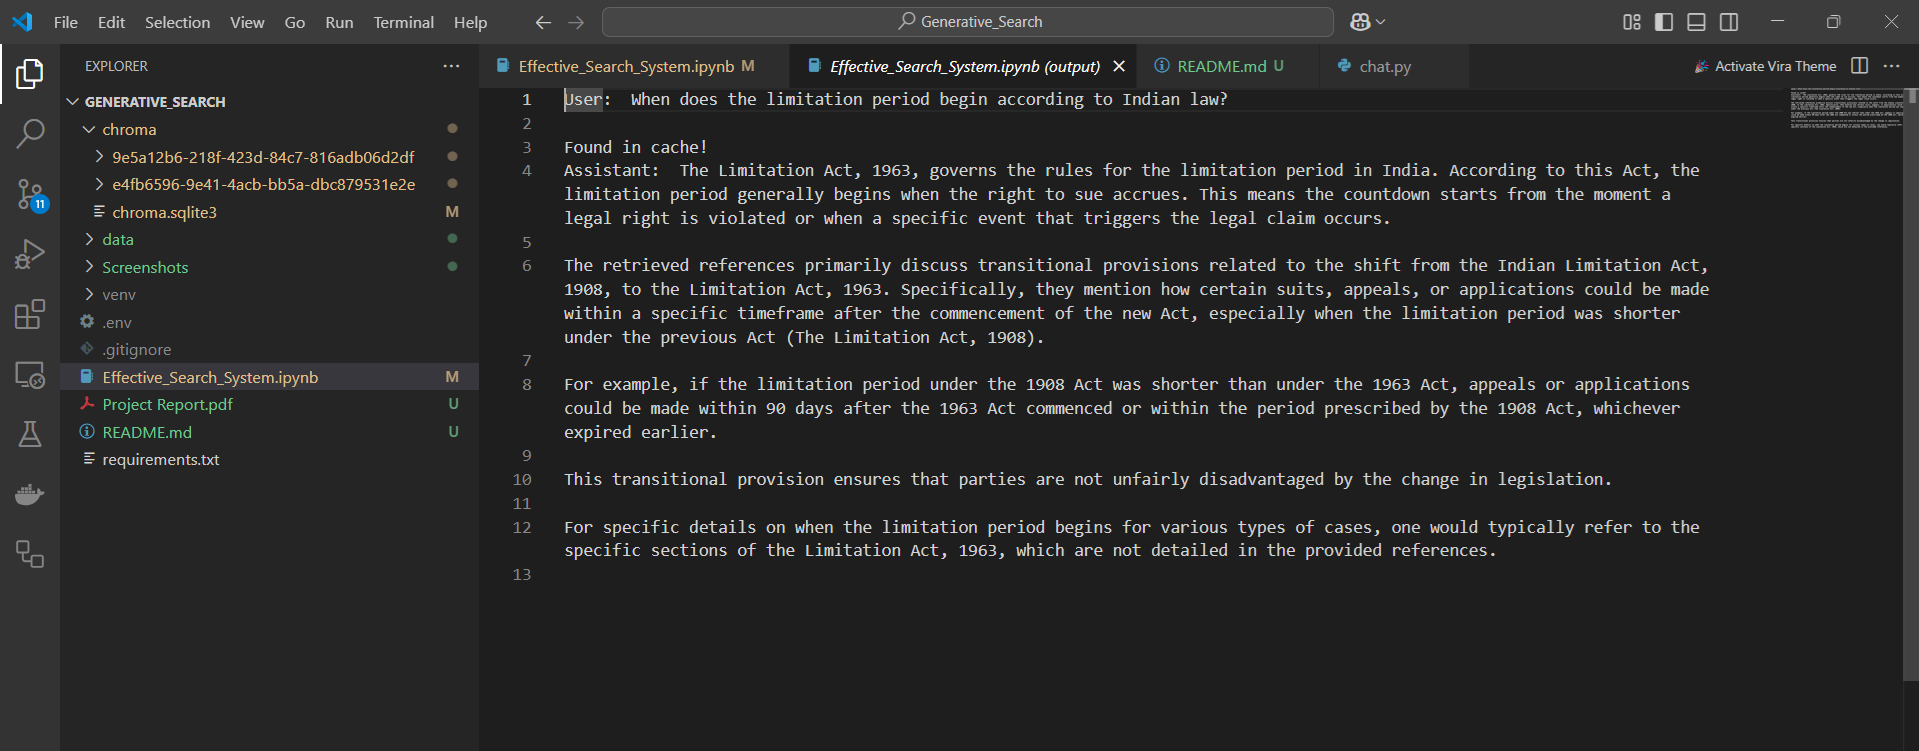 File Edit Selection View Go Run Terminal Help
Generative_Search
EXPLORER
GENERATIVE_SEARCH
chroma
9e5a12b6-218f-423d-84c7-816adb06d2df
e4fb6596-9e41-4acb-bb5a-dbc879531e2e
chroma.sqlite3 M
data
Screenshots
venv
.env
.gitignore
Effective_Search_System.ipynb M
Project Report.pdf U
README.md U
requirements.txt
11
Effective_Search_System.ipynb M
Effective_Search_System.ipynb (output)
README.md U
chat.py
Activate Vira Theme
1 User:  When does the limitation period begin according to Indian law?
2
3 Found in cache!
4 Assistant:  The Limitation Act, 1963, governs the rules for the limitation period in India. According to this Act, the
limitation period generally begins when the right to sue accrues. This means the countdown starts from the moment a
legal right is violated or when a specific event that triggers the legal claim occurs.
5
6 The retrieved references primarily discuss transitional provisions related to the shift from the Indian Limitation Act,
1908, to the Limitation Act, 1963. Specifically, they mention how certain suits, appeals, or applications could be made
within a specific timeframe after the commencement of the new Act, especially when the limitation period was shorter
under the previous Act (The Limitation Act, 1908).
7
8 For example, if the limitation period under the 1908 Act was shorter than under the 1963 Act, appeals or applications
could be made within 90 days after the 1963 Act commenced or within the period prescribed by the 1908 Act, whichever
expired earlier.
9
10 This transitional provision ensures that parties are not unfairly disadvantaged by the change in legislation.
11
12 For specific details on when the limitation period begins for various types of cases, one would typically refer to the
specific sections of the Limitation Act, 1963, which are not detailed in the provided references.
13